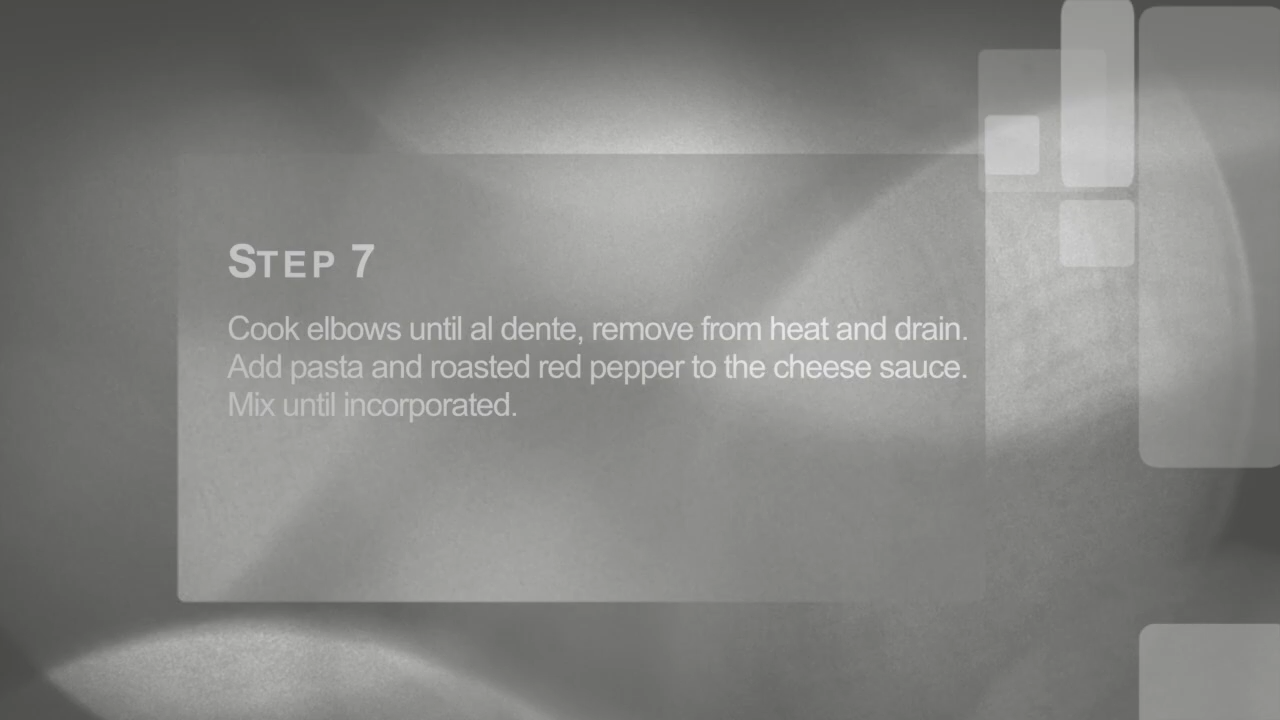 Step 7
Cook elbows until al dente, remove from heat and drain.
Add pasta and roasted red pepper to the cheese sauce.
Mix until incorporated.